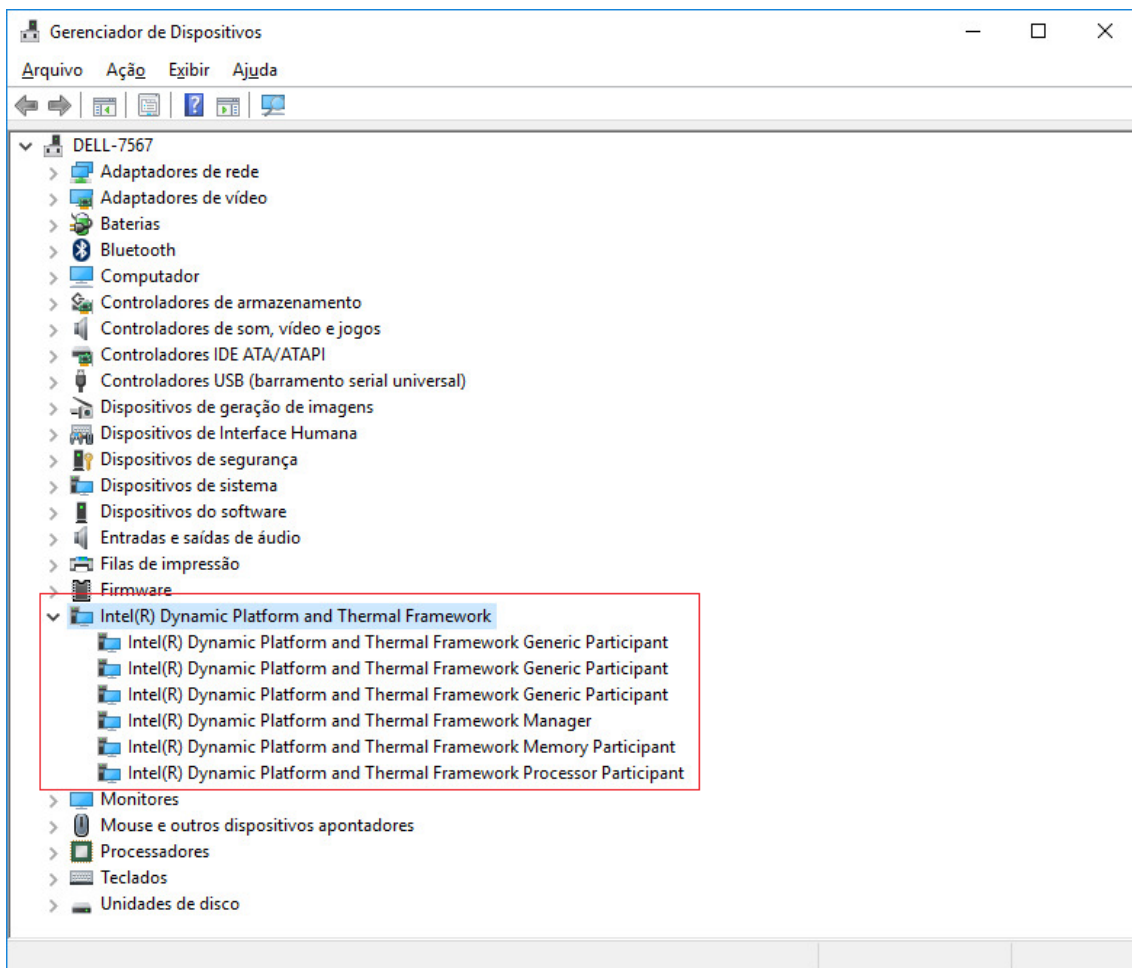 Gerenciador de Dispositivos
Arquivo Ação Exibir Ajuda
DELL-7567
Adaptadores de rede
Adaptadores de vídeo
Baterias
Bluetooth
Computador
Controladores de armazenamento
Controladores de som, vídeo e jogos
Controladores IDE ATA/ATAPI
Controladores USB (barramento serial universal)
Dispositivos de geração de imagens
Dispositivos de Interface Humana
Dispositivos de segurança
Dispositivos de sistema
Dispositivos do software
Entradas e saídas de áudio
Filas de impressão
Firmware
Intel(R) Dynamic Platform and Thermal Framework
Intel(R) Dynamic Platform and Thermal Framework Generic Participant
Intel(R) Dynamic Platform and Thermal Framework Generic Participant
Intel(R) Dynamic Platform and Thermal Framework Generic Participant
Intel(R) Dynamic Platform and Thermal Framework Manager
Intel(R) Dynamic Platform and Thermal Framework Memory Participant
Intel(R) Dynamic Platform and Thermal Framework Processor Participant
Monitores
Mouse e outros dispositivos apontadores
Processadores
Teclados
Unidades de disco